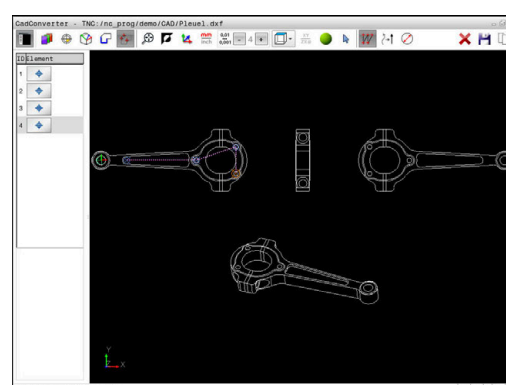 CadConverter - TNC:/nc_prog/demo/CAD/Pleuel.dxf
mm
inch
0,01
0,001
4
ID Element
1
2
3
4
Y
Z
X